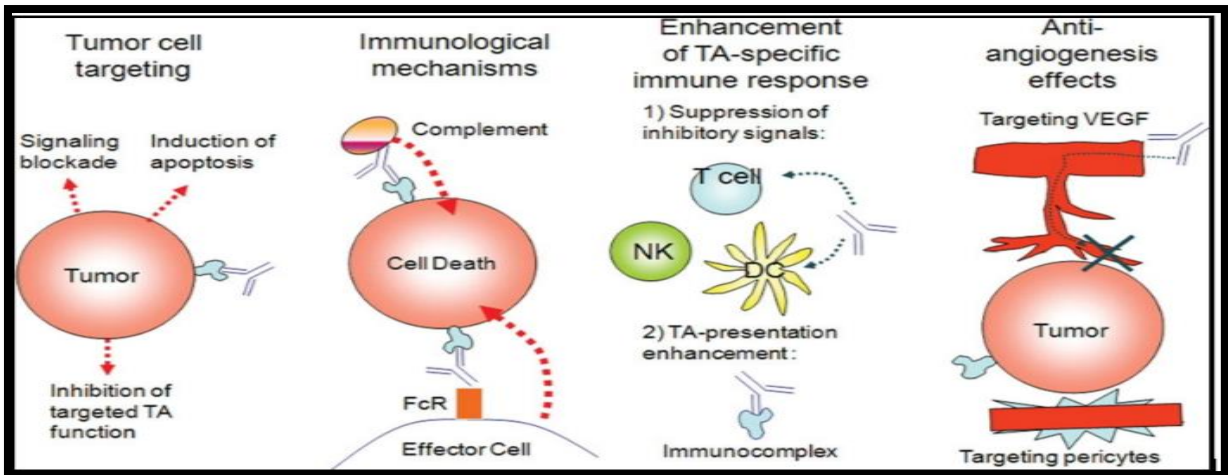 Tumor cell
targeting
Signaling
blockade
Induction of
apoptosis
Tumor
Inhibition of
targeted TA
function
Immunological
mechanisms
Complement
Cell Death
FcR
Effector Cell
Enhancement
of TA-specific
immune response
1) Suppression of
inhibitory signals:
T cell
NK
DC
2) TA-presentation
enhancement:
Immunocomplex
Anti-
angiogenesis
effects
Targeting VEGF
Tumor
Targeting pericytes